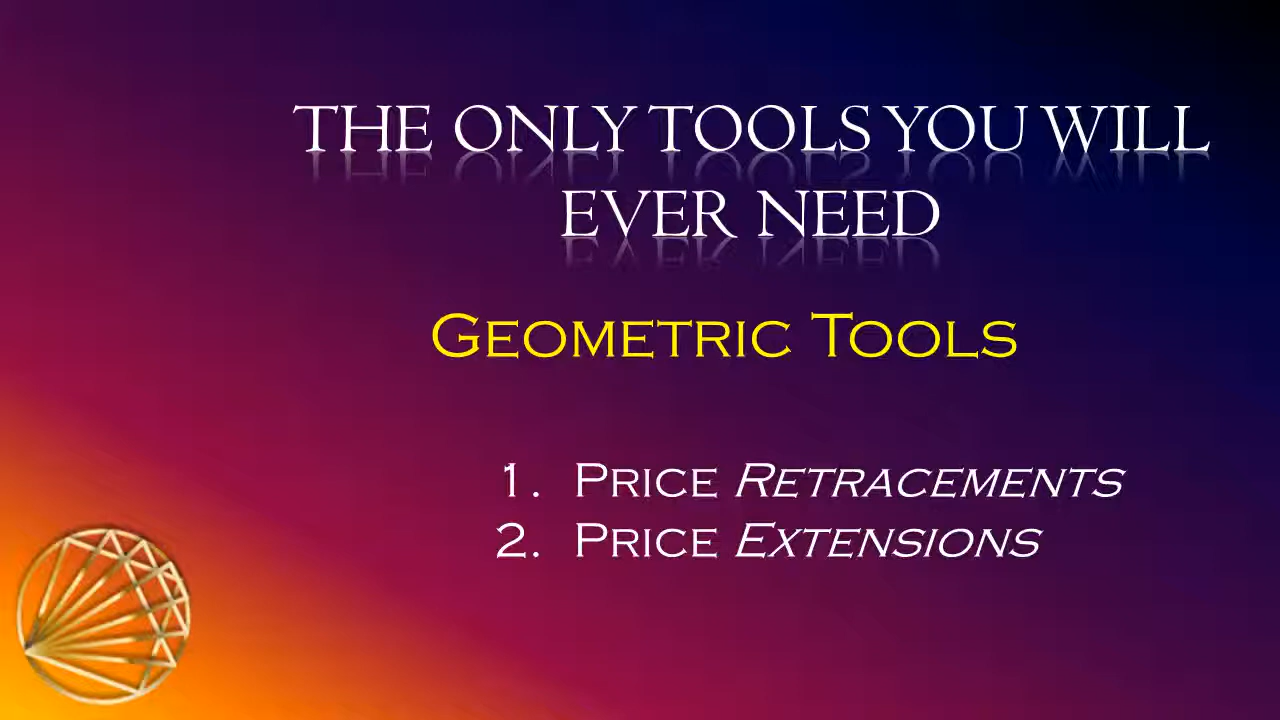 THE ONLY TOOLS YOU WILL
EVER NEED
GEOMETRIC TOOLS
1. PRICE RETRACEMENTS
2. PRICE EXTENSIONS